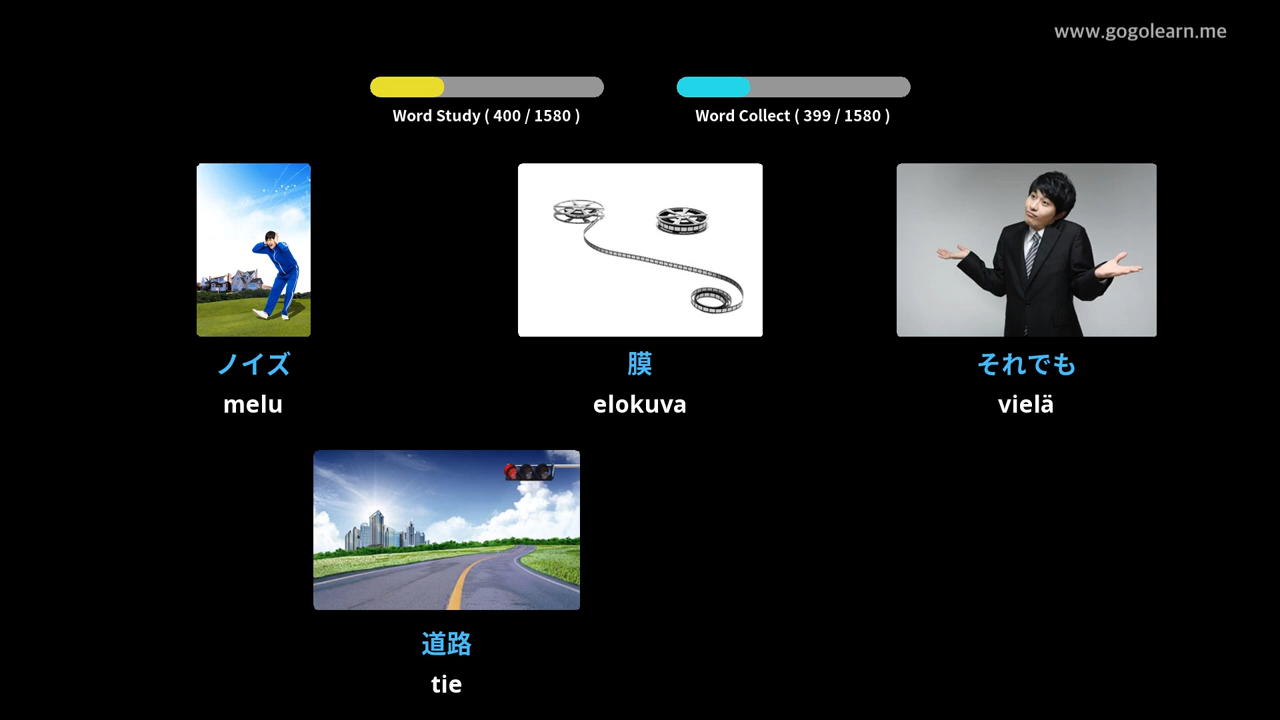 www.gogolearn.me
Word Study ( 400 / 1580 )
Word Collect ( 399 / 1580 )
ノイズ
melu
膜
elokuva
それでも
vielä
道路
tie